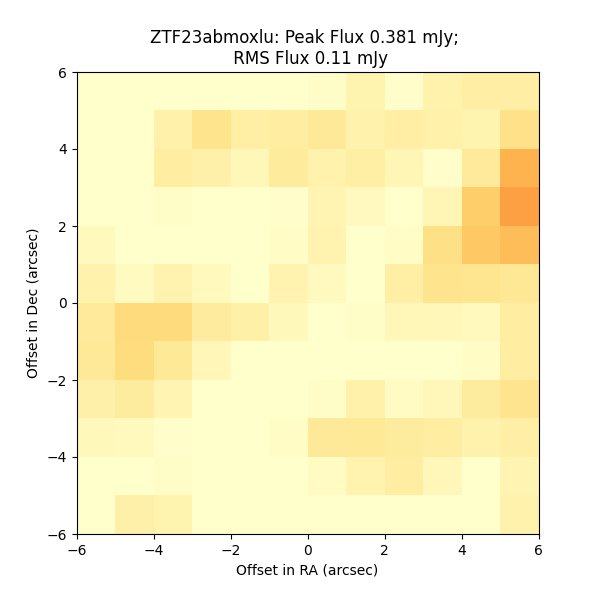 ZTF23abmoxlu: Peak Flux 0.381 mJy;
RMS Flux 0.11 mJy
6
4
2
0
−2
−4
−6
Offset in Dec (arcsec)
−6 −4 −2 0 2 4 6
Offset in RA (arcsec)